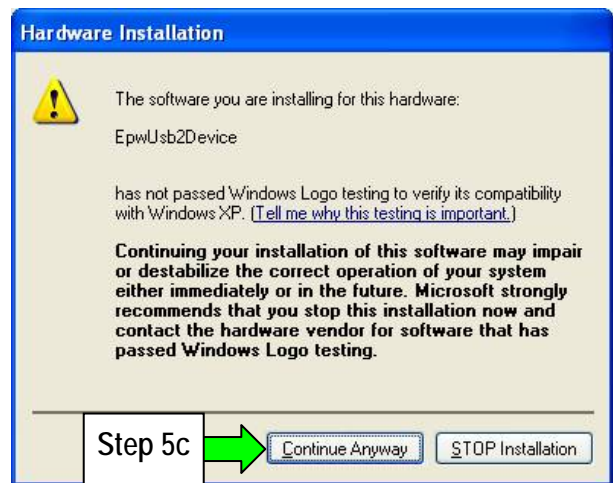 Hardware Installation
The software you are installing for this hardware:
EpwUsb2Device
has not passed Windows Logo testing to verify its compatibility
with Windows XP. (Tell me why this testing is important.)
Continuing your installation of this software may impair
or destabilize the correct operation of your system
either immediately or in the future. Microsoft strongly
recommends that you stop this installation now and
contact the hardware vendor for software that has
passed Windows Logo testing.
Step 5c
Continue Anyway
STOP Installation